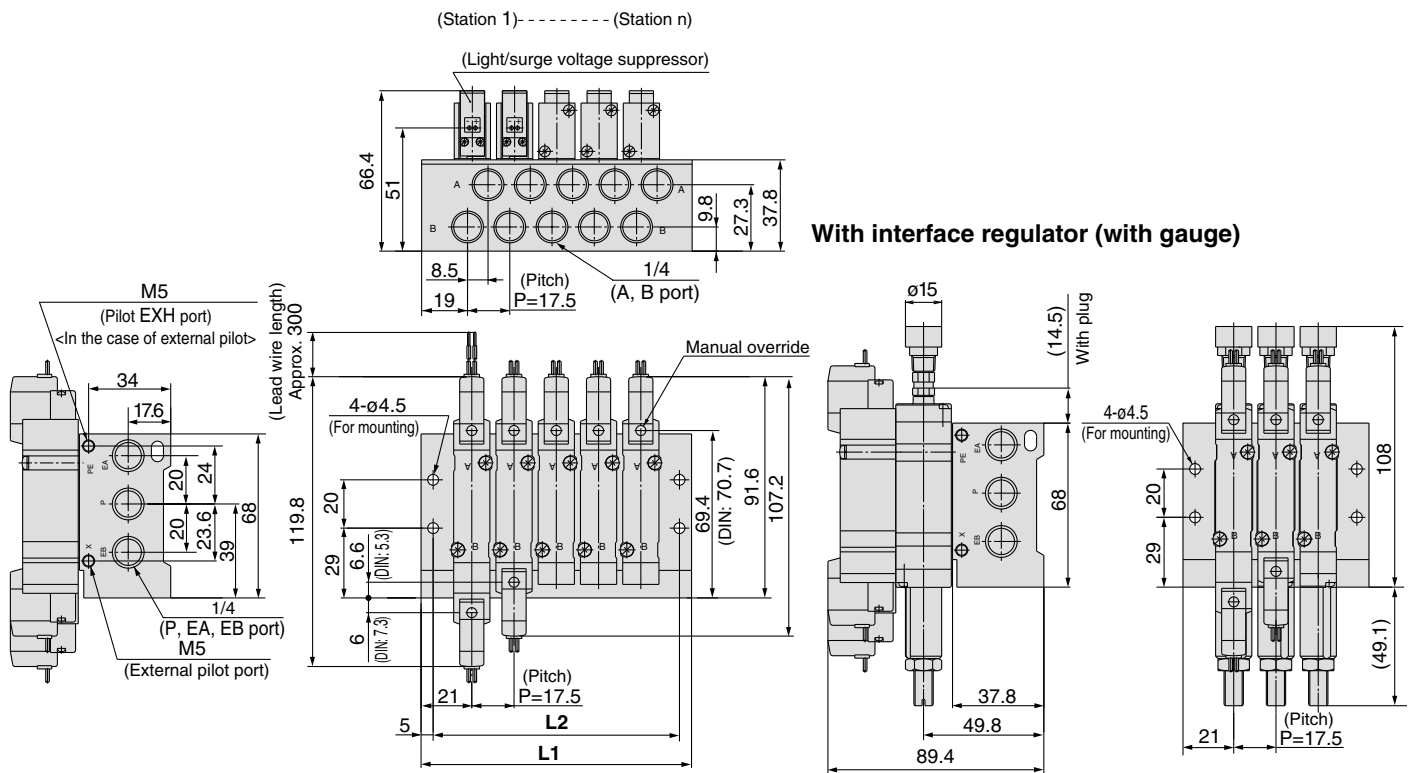 (Station 1)---------(Station n)
(Light/surge voltage suppressor)
66.4
51
A
A
B
B
9.8
27.3
37.8
8.5
19
(Pitch)
P=17.5
1/4
(A, B port)
With interface regulator (with gauge)
M5
(Pilot EXH port)
<In the case of external pilot>
34
17.6
PE
EA
P
X
EB
20
20
24
23.6
39
68
1/4
(P, EA, EB port)
M5
(External pilot port)
(Lead wire length)
Approx. 300
Manual override
4-ø4.5
(For mounting)
119.8
20
29
6.6
(DIN: 5.3)
6
(DIN: 7.3)
A
A
A
A
A
B
B
B
B
B
69.4
(DIN: 70.7)
91.6
107.2
21
(Pitch)
P=17.5
5
L2
L1
ø15
(14.5)
With plug
PE
EA
P
X
EB
68
37.8
49.8
89.4
4-ø4.5
(For mounting)
20
29
A
A
A
B
B
B
108
(49.1)
21
(Pitch)
P=17.5